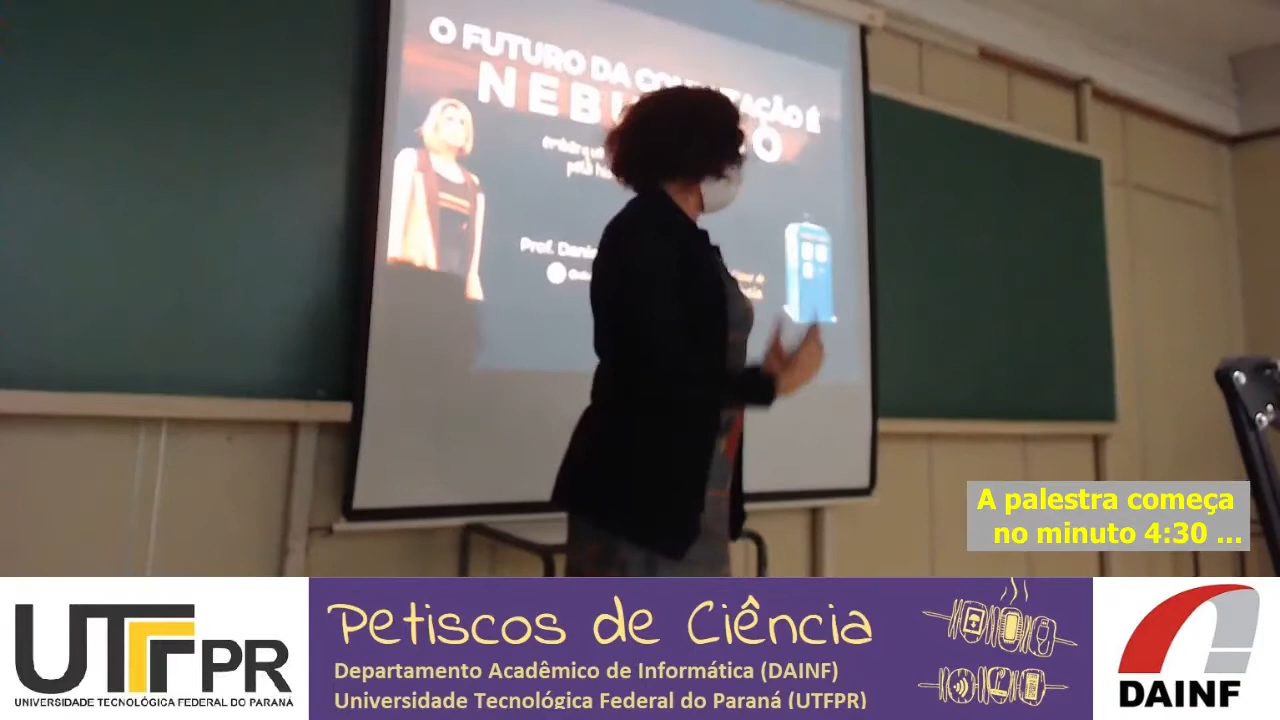 O FUTURO DA
NEBU
Prof.
A palestra começa
no minuto 4:30 ...
UTFPR
UNIVERSIDADE TECNOLÓGICA FEDERAL DO PARANÁ
Petiscos de Ciência
Departamento Acadêmico de Informática (DAINF)
Universidade Tecnológica Federal do Paraná (UTFPR)
DAINF